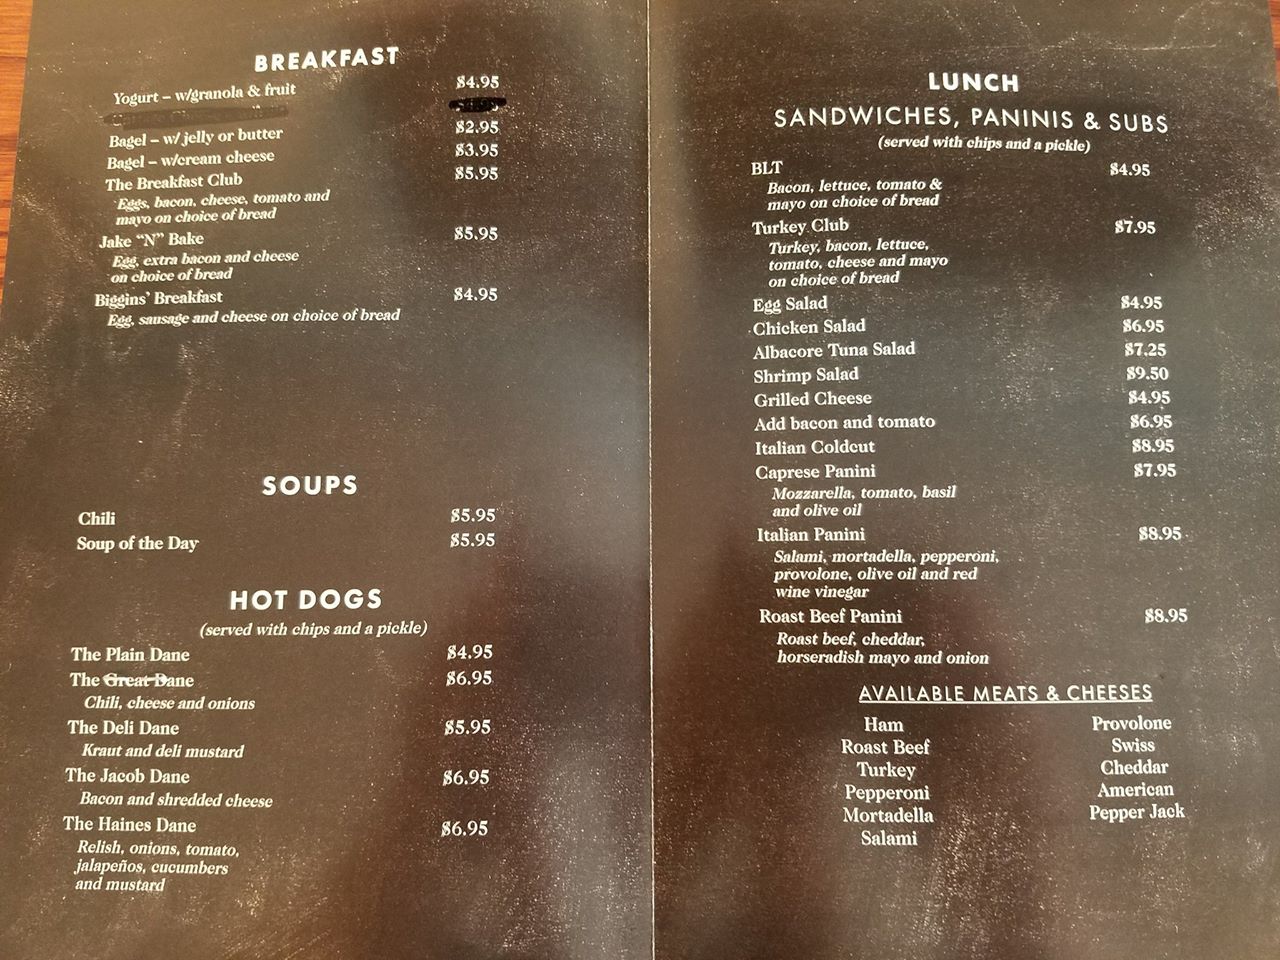 BREAKFAST
Yogurt – w/granola & fruit $4.95
Bagel – w/ jelly or butter $2.95
Bagel – w/cream cheese $3.95
The Breakfast Club $5.95
Eggs, bacon, cheese, tomato and
mayo on choice of bread
Jake "N" Bake $5.95
Egg, extra bacon and cheese
on choice of bread
Biggins' Breakfast $4.95
Egg, sausage and cheese on choice of bread
SOUPS
Chili $5.95
Soup of the Day $5.95
HOT DOGS
(served with chips and a pickle)
The Plain Dane $4.95
The Great Dane $6.95
Chili, cheese and onions
The Deli Dane $5.95
Kraut and deli mustard
The Jacob Dane $6.95
Bacon and shredded cheese
The Haines Dane $6.95
Relish, onions, tomato,
jalapeños, cucumbers
and mustard
LUNCH
SANDWICHES, PANINIS & SUBS
(served with chips and a pickle)
BLT $4.95
Bacon, lettuce, tomato &
mayo on choice of bread
Turkey Club $7.95
Turkey, bacon, lettuce,
tomato, cheese and mayo
on choice of bread
Egg Salad $4.95
Chicken Salad $6.95
Albacore Tuna Salad $7.25
Shrimp Salad $9.50
Grilled Cheese $4.95
Add bacon and tomato $6.95
Italian Coldcut $8.95
Caprese Panini $7.95
Mozzarella, tomato, basil
and olive oil
Italian Panini $8.95
Salami, mortadella, pepperoni,
provolone, olive oil and red
wine vinegar
Roast Beef Panini $8.95
Roast beef, cheddar,
horseradish mayo and onion
AVAILABLE MEATS & CHEESES
Ham Provolone
Roast Beef Swiss
Turkey Cheddar
Pepperoni American
Mortadella Pepper Jack
Salami